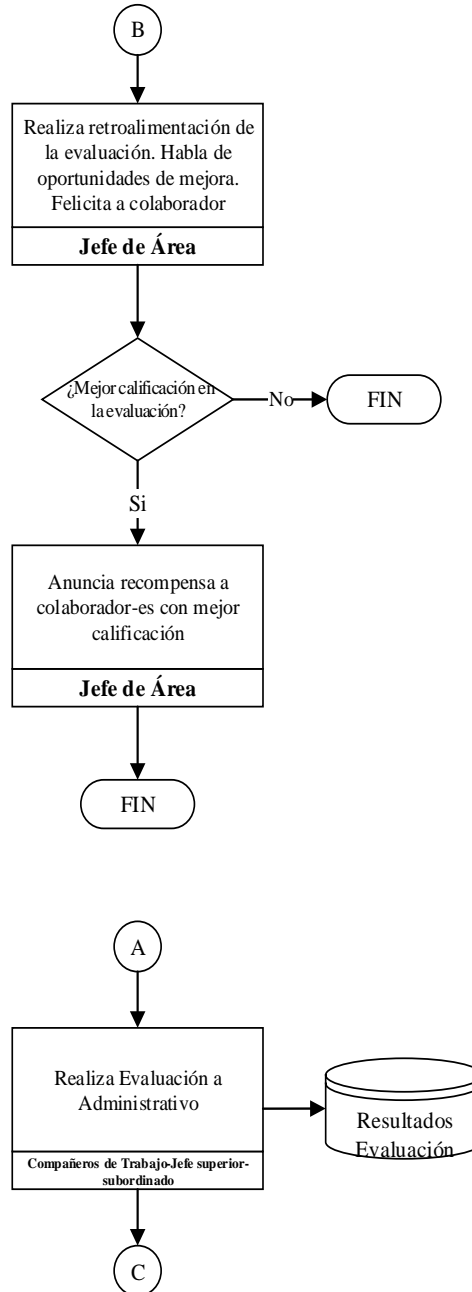 B
Realiza retroalimentación de
la evaluación. Habla de
oportunidades de mejora.
Felicita a colaborador
Jefe de Área
¿Mejor calificación en
la evaluación?
No
FIN
Si
Anuncia recompensa a
colaborador-es con mejor
calificación
Jefe de Área
FIN
A
Realiza Evaluación a
Administrativo
Compañeros de Trabajo-Jefe superior-
subordinado
Resultados
Evaluación
C